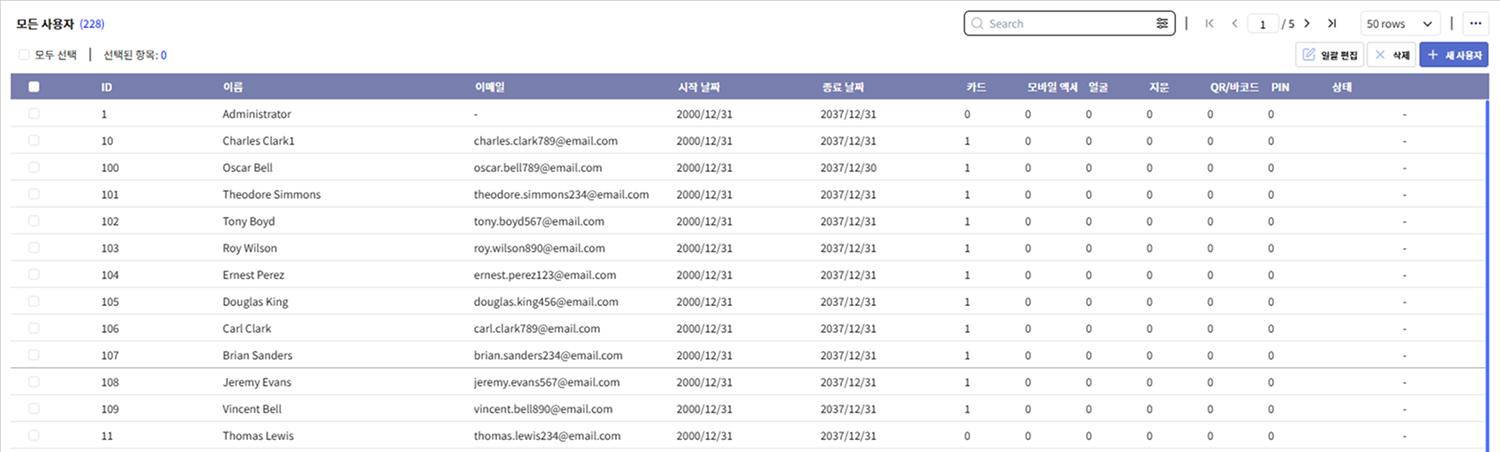 모든 사용자 (228) Search 1 / 5 50 rows
모두 선택 선택된 항목: 0 일괄 편집 삭제 새 사용자
ID 이름 이메일 시작 날짜 종료 날짜 카드 모바일 액세 얼굴 지문 QR/바코드 PIN 상태
1 Administrator - 2000/12/31 2037/12/31 0 0 0 0 0 0 -
10 Charles Clark1 charles.clark789@email.com 2000/12/31 2037/12/31 1 0 0 0 0 0 -
100 Oscar Bell oscar.bell789@email.com 2000/12/31 2037/12/30 1 0 0 0 0 0 -
101 Theodore Simmons theodore.simmons234@email.com 2000/12/31 2037/12/31 1 0 0 0 0 0 -
102 Tony Boyd tony.boyd567@email.com 2000/12/31 2037/12/31 1 0 0 0 0 0 -
103 Roy Wilson roy.wilson890@email.com 2000/12/31 2037/12/31 1 0 0 0 0 0 -
104 Ernest Perez ernest.perez123@email.com 2000/12/31 2037/12/31 1 0 0 0 0 0 -
105 Douglas King douglas.king456@email.com 2000/12/31 2037/12/31 1 0 0 0 0 0 -
106 Carl Clark carl.clark789@email.com 2000/12/31 2037/12/31 1 0 0 0 0 0 -
107 Brian Sanders brian.sanders234@email.com 2000/12/31 2037/12/31 1 0 0 0 0 0 -
108 Jeremy Evans jeremy.evans567@email.com 2000/12/31 2037/12/31 1 0 0 0 0 0 -
109 Vincent Bell vincent.bell890@email.com 2000/12/31 2037/12/31 1 0 0 0 0 0 -
11 Thomas Lewis thomas.lewis234@email.com 2000/12/31 2037/12/31 0 0 0 0 0 0 -